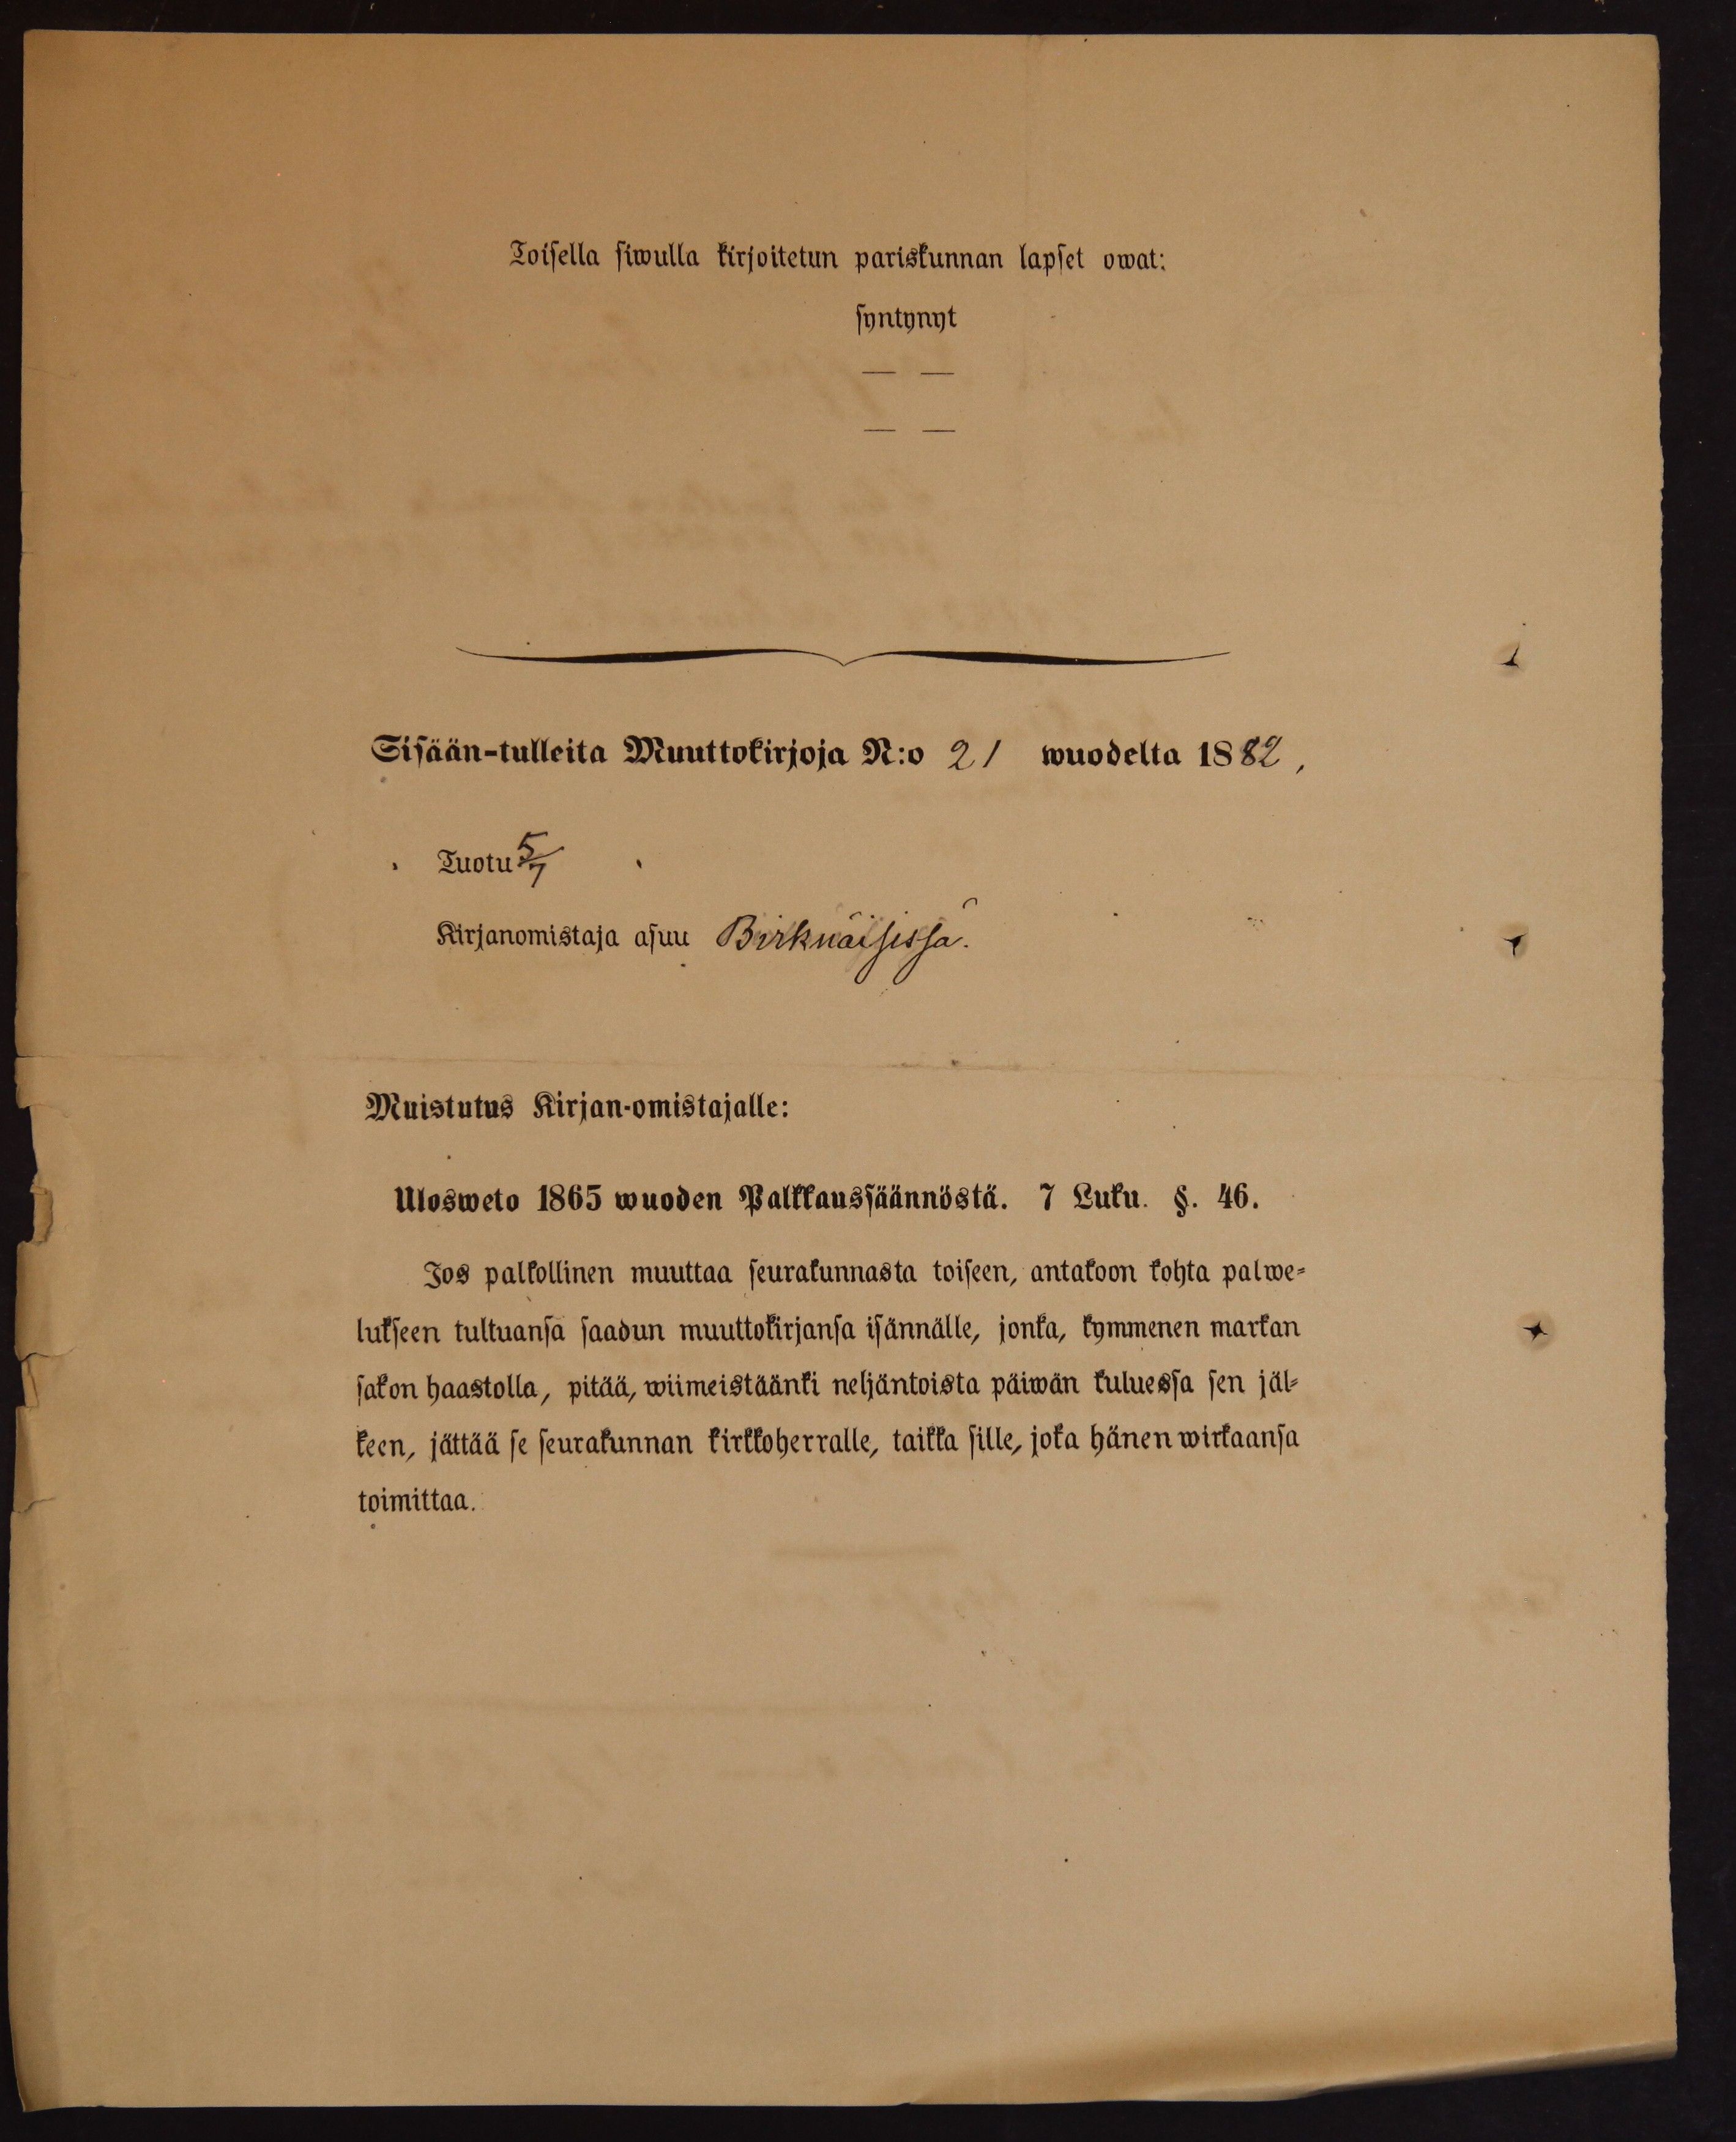 Toisella siwulla kirjoitetun pariskunnan lapset owat:
syntynyt
— —
— —
Sisään-tulleita Muuttokirjoja N:o 21 wuodelta 1882,
Tuotu 5/7
Kirjanomistaja asuu Birknäisissä.
Muistutus Kirjan-omistajalle:
Ulosweto 1865 wuoden Palkkaussäännöstä. 7 Luku. §. 46.
Jos palkollinen muuttaa seurakunnasta toiseen, antakoon kohta palwe-
lukseen tultuansa saadun muuttokirjansa isännälle, jonka, kymmenen markan
sakon haastolla, pitää, wiimeistäänki neljäntoista päiwän kuluessa sen jäl-
keen, jättää se seurakunnan kirkkoherralle, taikka sille, joka hänen wirkaansa
toimittaa.